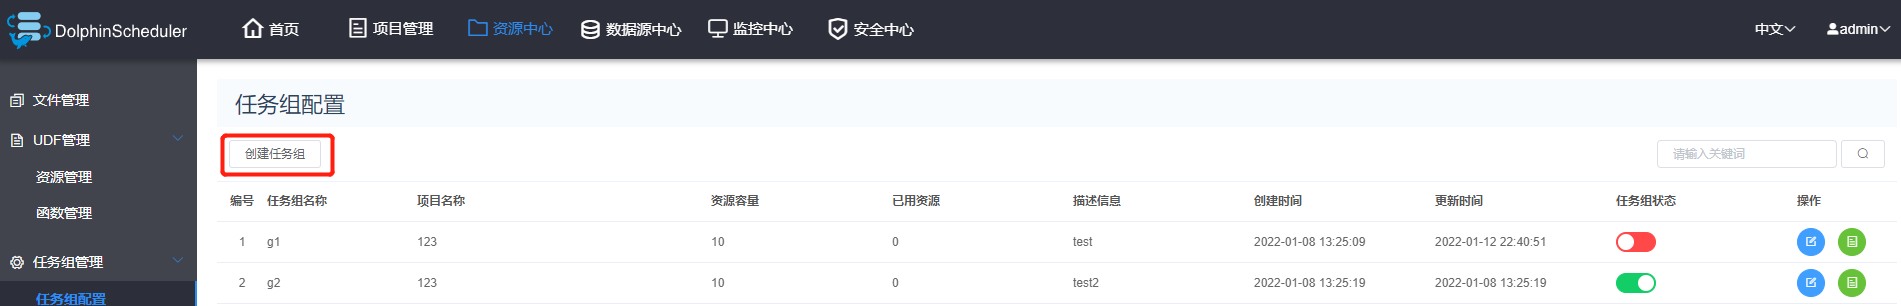 DolphinScheduler 首页 项目管理 资源中心 数据源中心 监控中心 安全中心 中文 admin
文件管理
UDF管理
资源管理
函数管理
任务组管理
任务组配置
任务组配置
创建任务组 请输入关键词
编号 任务组名称 项目名称 资源容量 已用资源 描述信息 创建时间 更新时间 任务组状态 操作
1 g1 123 10 0 test 2022-01-08 13:25:09 2022-01-12 22:40:51
2 g2 123 10 0 test2 2022-01-08 13:25:19 2022-01-08 13:25:19